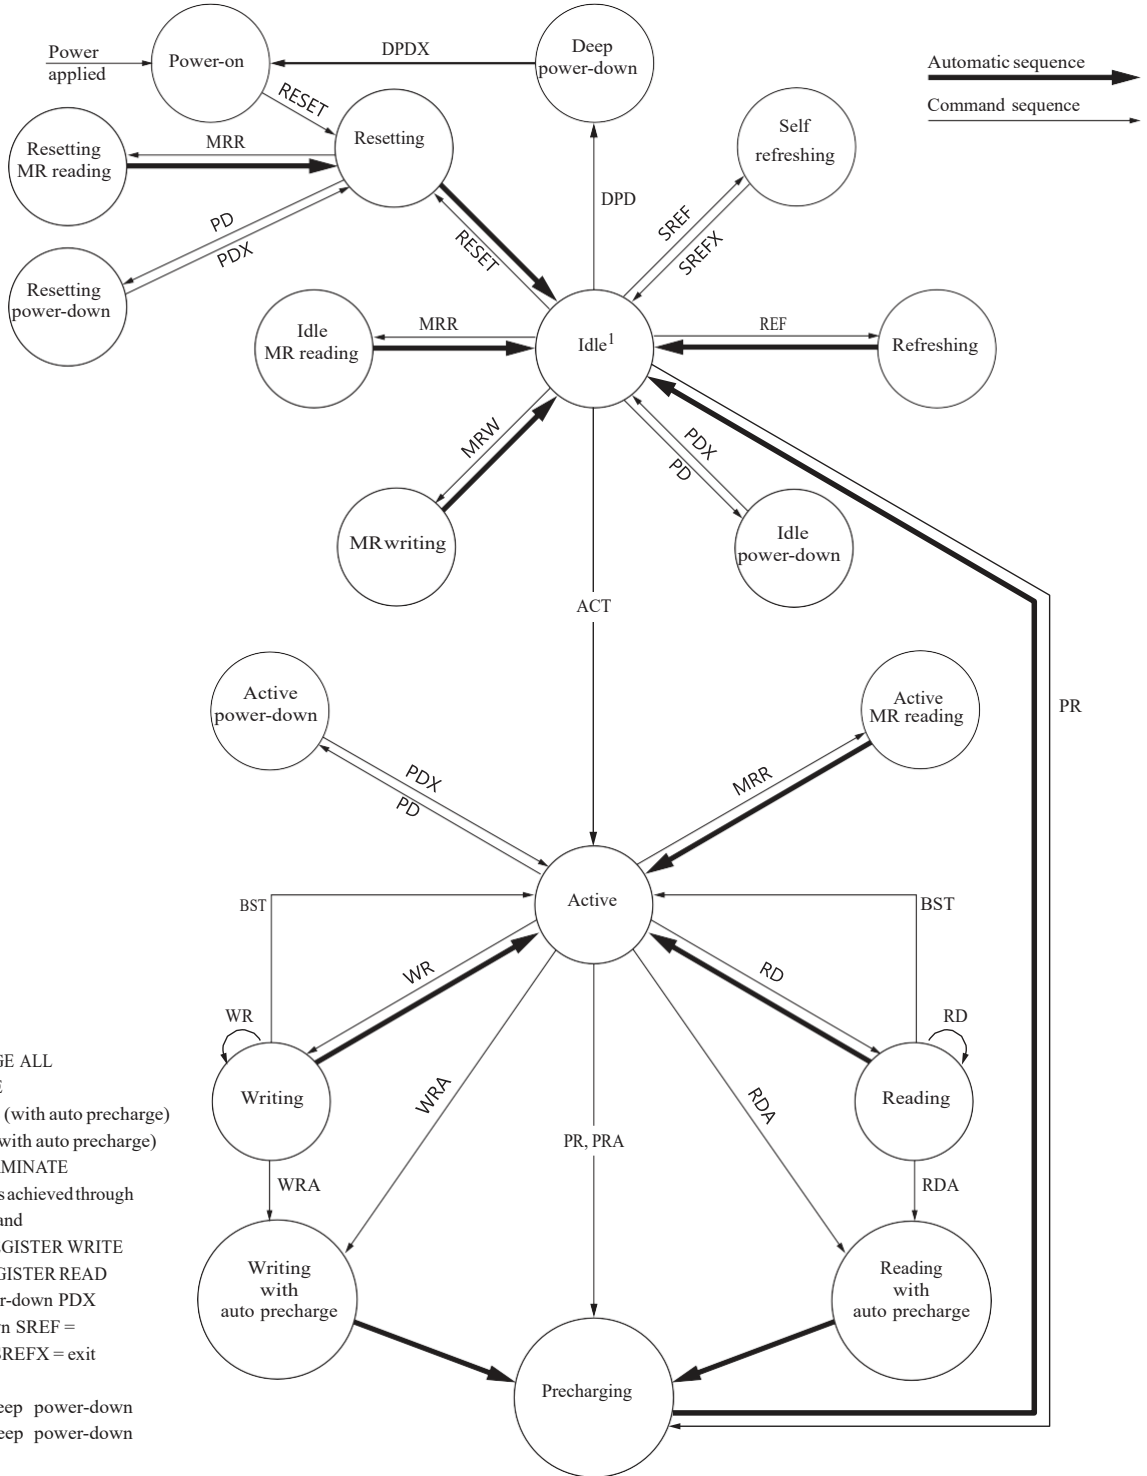 Power
applied
Power-on
DPDX
Deep
power-down
Automatic sequence
Command sequence
RESET
Resetting
Self
refreshing
Resetting
MR reading
MRR
PD
PDX
DPD
RESET
SREF
SREFX
Resetting
power-down
Idle
MR reading
MRR
Idle1
REF
Refreshing
MRW
PDX
PD
MR writing
Idle
power-down
ACT
Active
power-down
Active
MR reading
PR
PDX
PD
MRR
Active
BST
BST
WR
RD
WR
RD
Writing
Reading
WRA
RDA
PR, PRA
WRA
RDA
Writing
with
auto precharge
Reading
with
auto precharge
Precharging
GE ALL
E
(with auto precharge)
with auto precharge)
MINATE
s achieved through
and
EGISTER WRITE
GISTER READ
r-down PDX
n SREF =
SREFX = exit
eep power-down
eep power-down